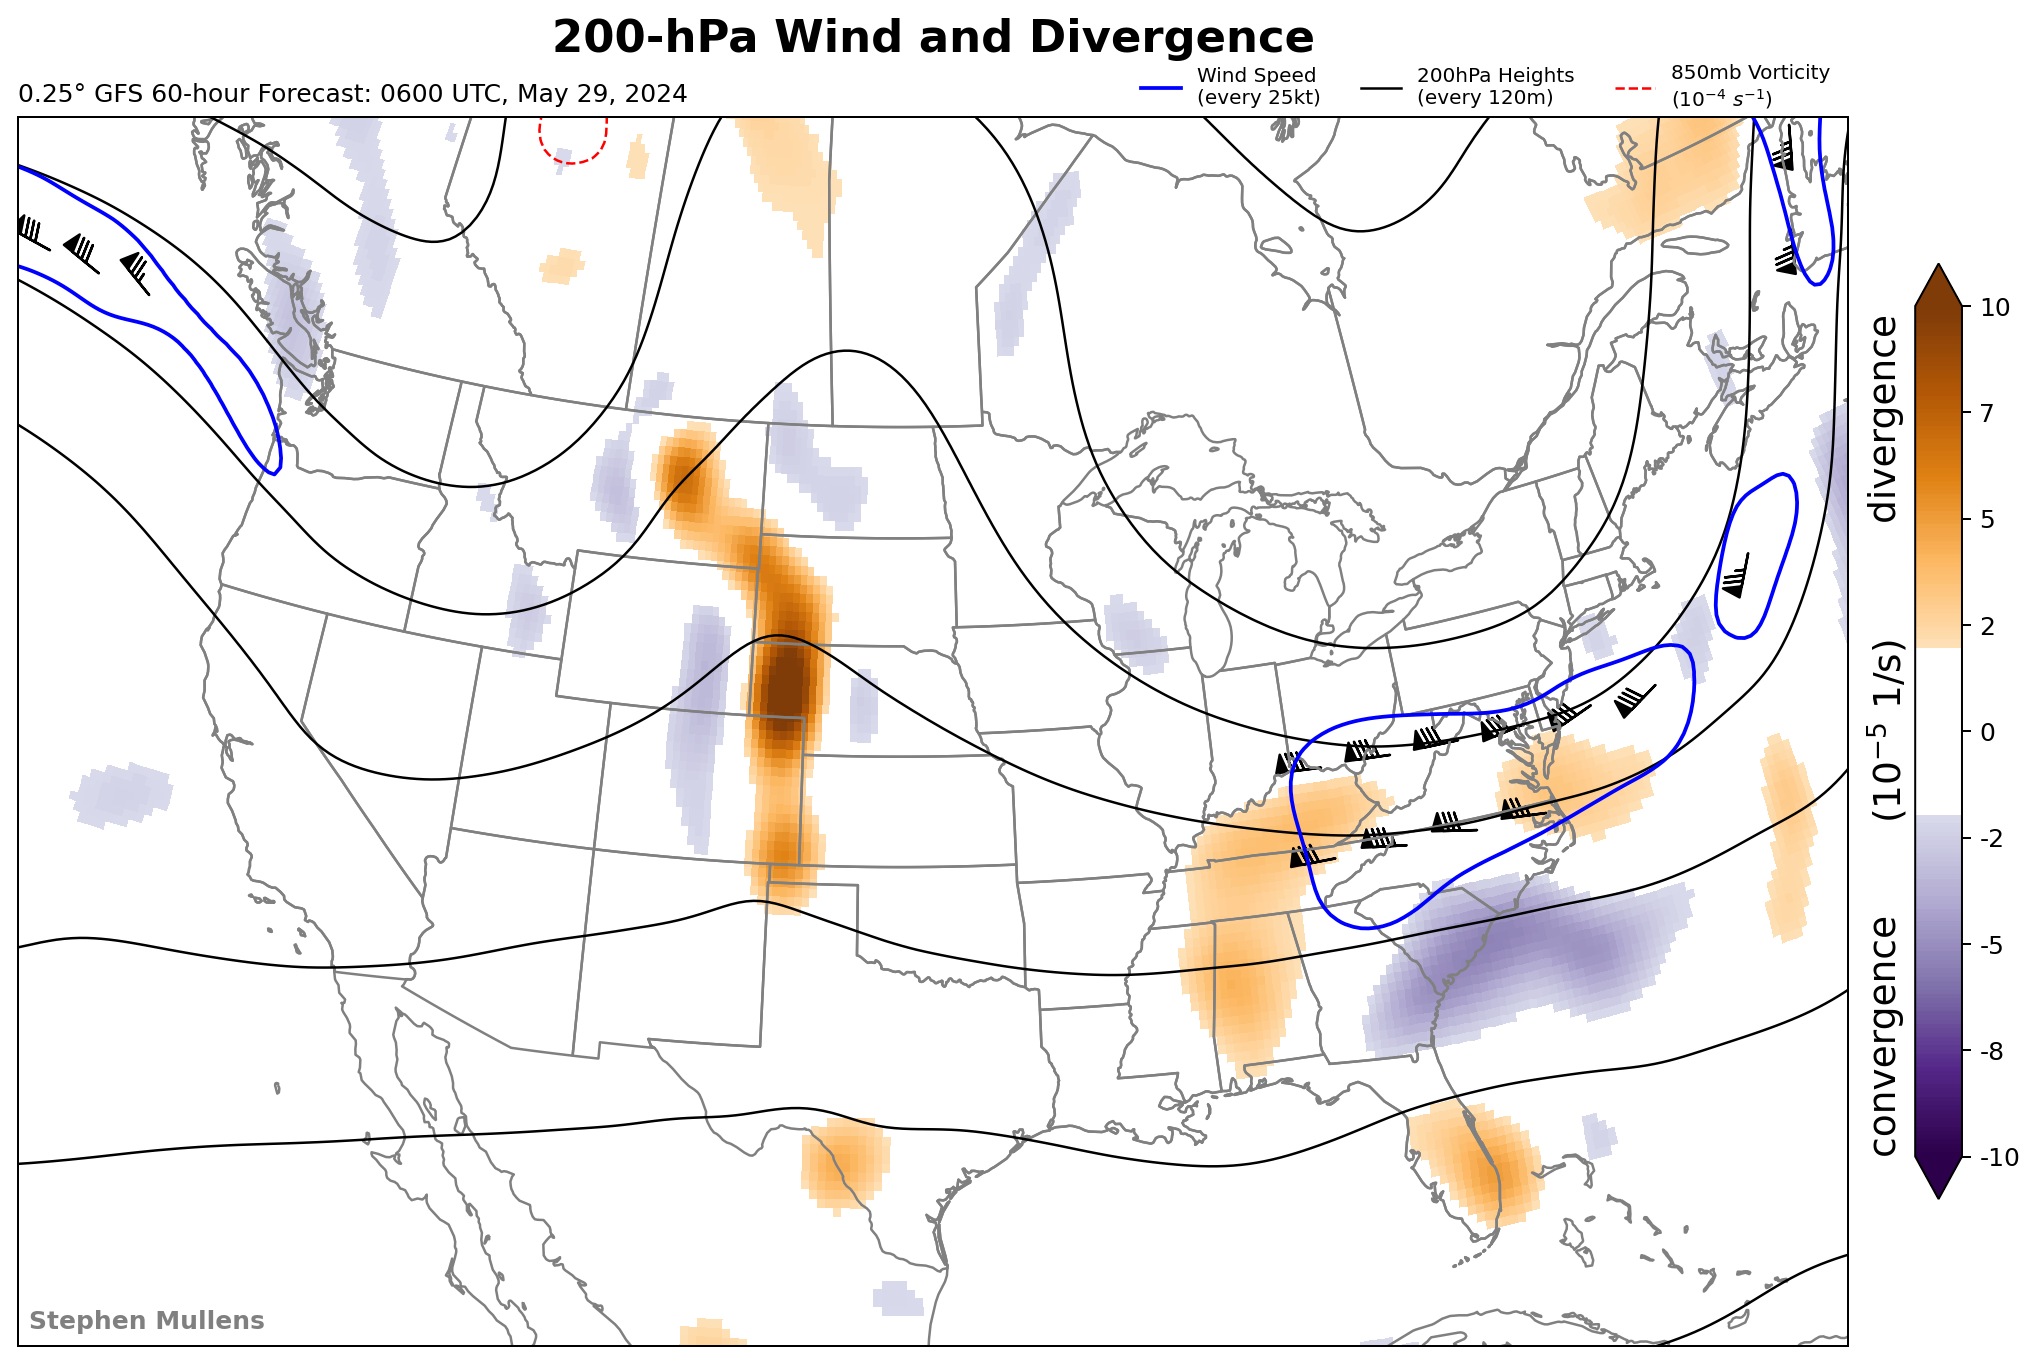 200-hPa Wind and Divergence
0.25° GFS 60-hour Forecast: 0600 UTC, May 29, 2024
Wind Speed
(every 25kt)
200hPa Heights
(every 120m)
850mb Vorticity
(10⁻⁴ s⁻¹)
10
7
5
2
0
-2
-5
-8
-10
convergence (10⁻⁵ 1/s) divergence
Stephen Mullens